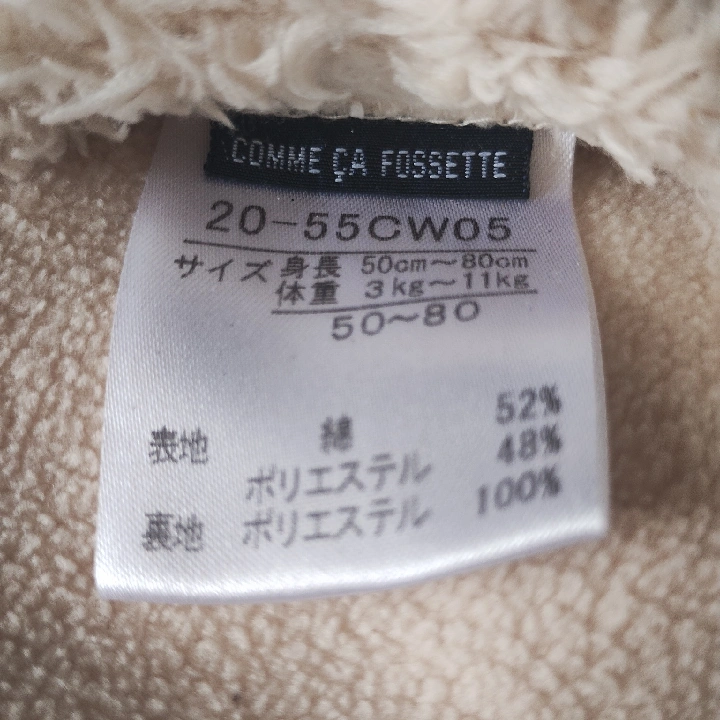 COMME ÇA FOSSETTE
20-55CW05
サイズ 身長 50cm〜80cm
体重 3kg〜11kg
50〜80
表地 綿 52%
ポリエステル 48%
裏地 ポリエステル 100%